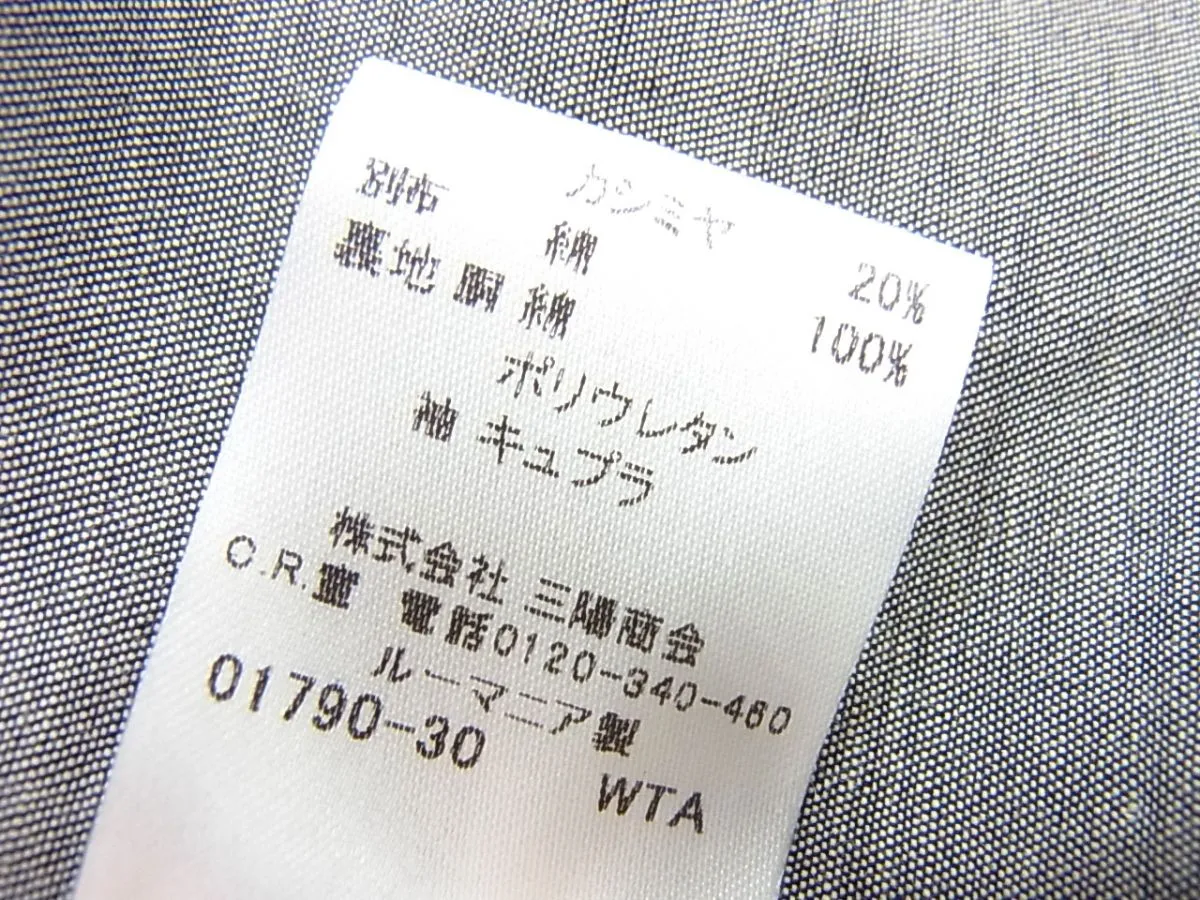 カシミヤ 20%
別布 綿 100%
裏地 胴 綿
ポリウレタン
袖 キュプラ
株式会社 三陽商会
C.R.室 電話0120-340-460
ルーマニア製
01790-30
WTA